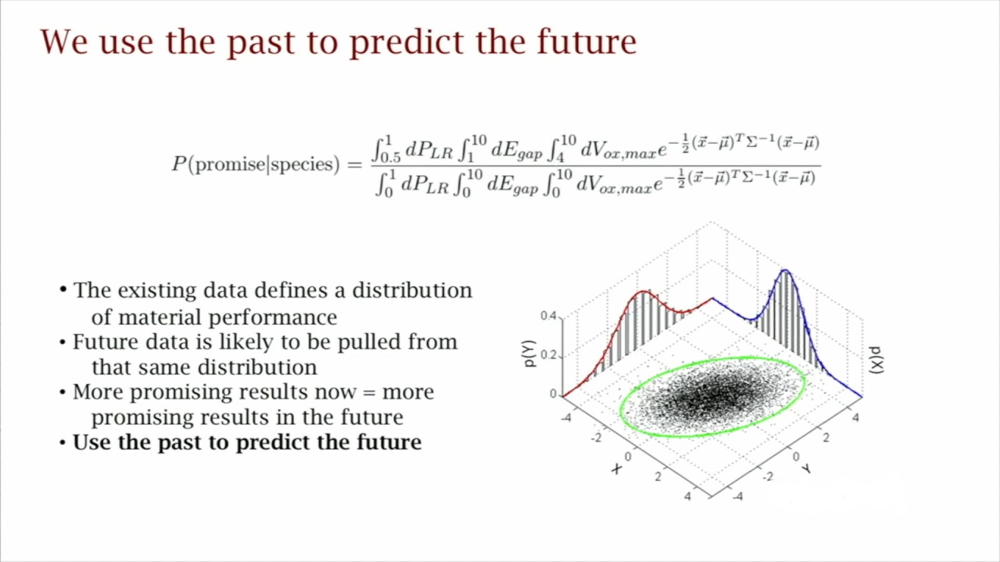 We use the past to predict the future
P(promise|species) = \frac{\int_{0.5}^{1} dP_{LR} \int_{1}^{10} dE_{gap} \int_{4}^{10} dV_{ox,max} e^{-\frac{1}{2}(\vec{x}-\vec{\mu})^T \Sigma^{-1}(\vec{x}-\vec{\mu})}}{\int_{0}^{1} dP_{LR} \int_{0}^{10} dE_{gap} \int_{0}^{10} dV_{ox,max} e^{-\frac{1}{2}(\vec{x}-\vec{\mu})^T \Sigma^{-1}(\vec{x}-\vec{\mu})}}
• The existing data defines a distribution
of material performance
• Future data is likely to be pulled from
that same distribution
• More promising results now = more
promising results in the future
• Use the past to predict the future
p(Y)
0.4
0.2
0
-4
-2
0
2
4
X
-4
-2
0
2
4
Y
p(X)